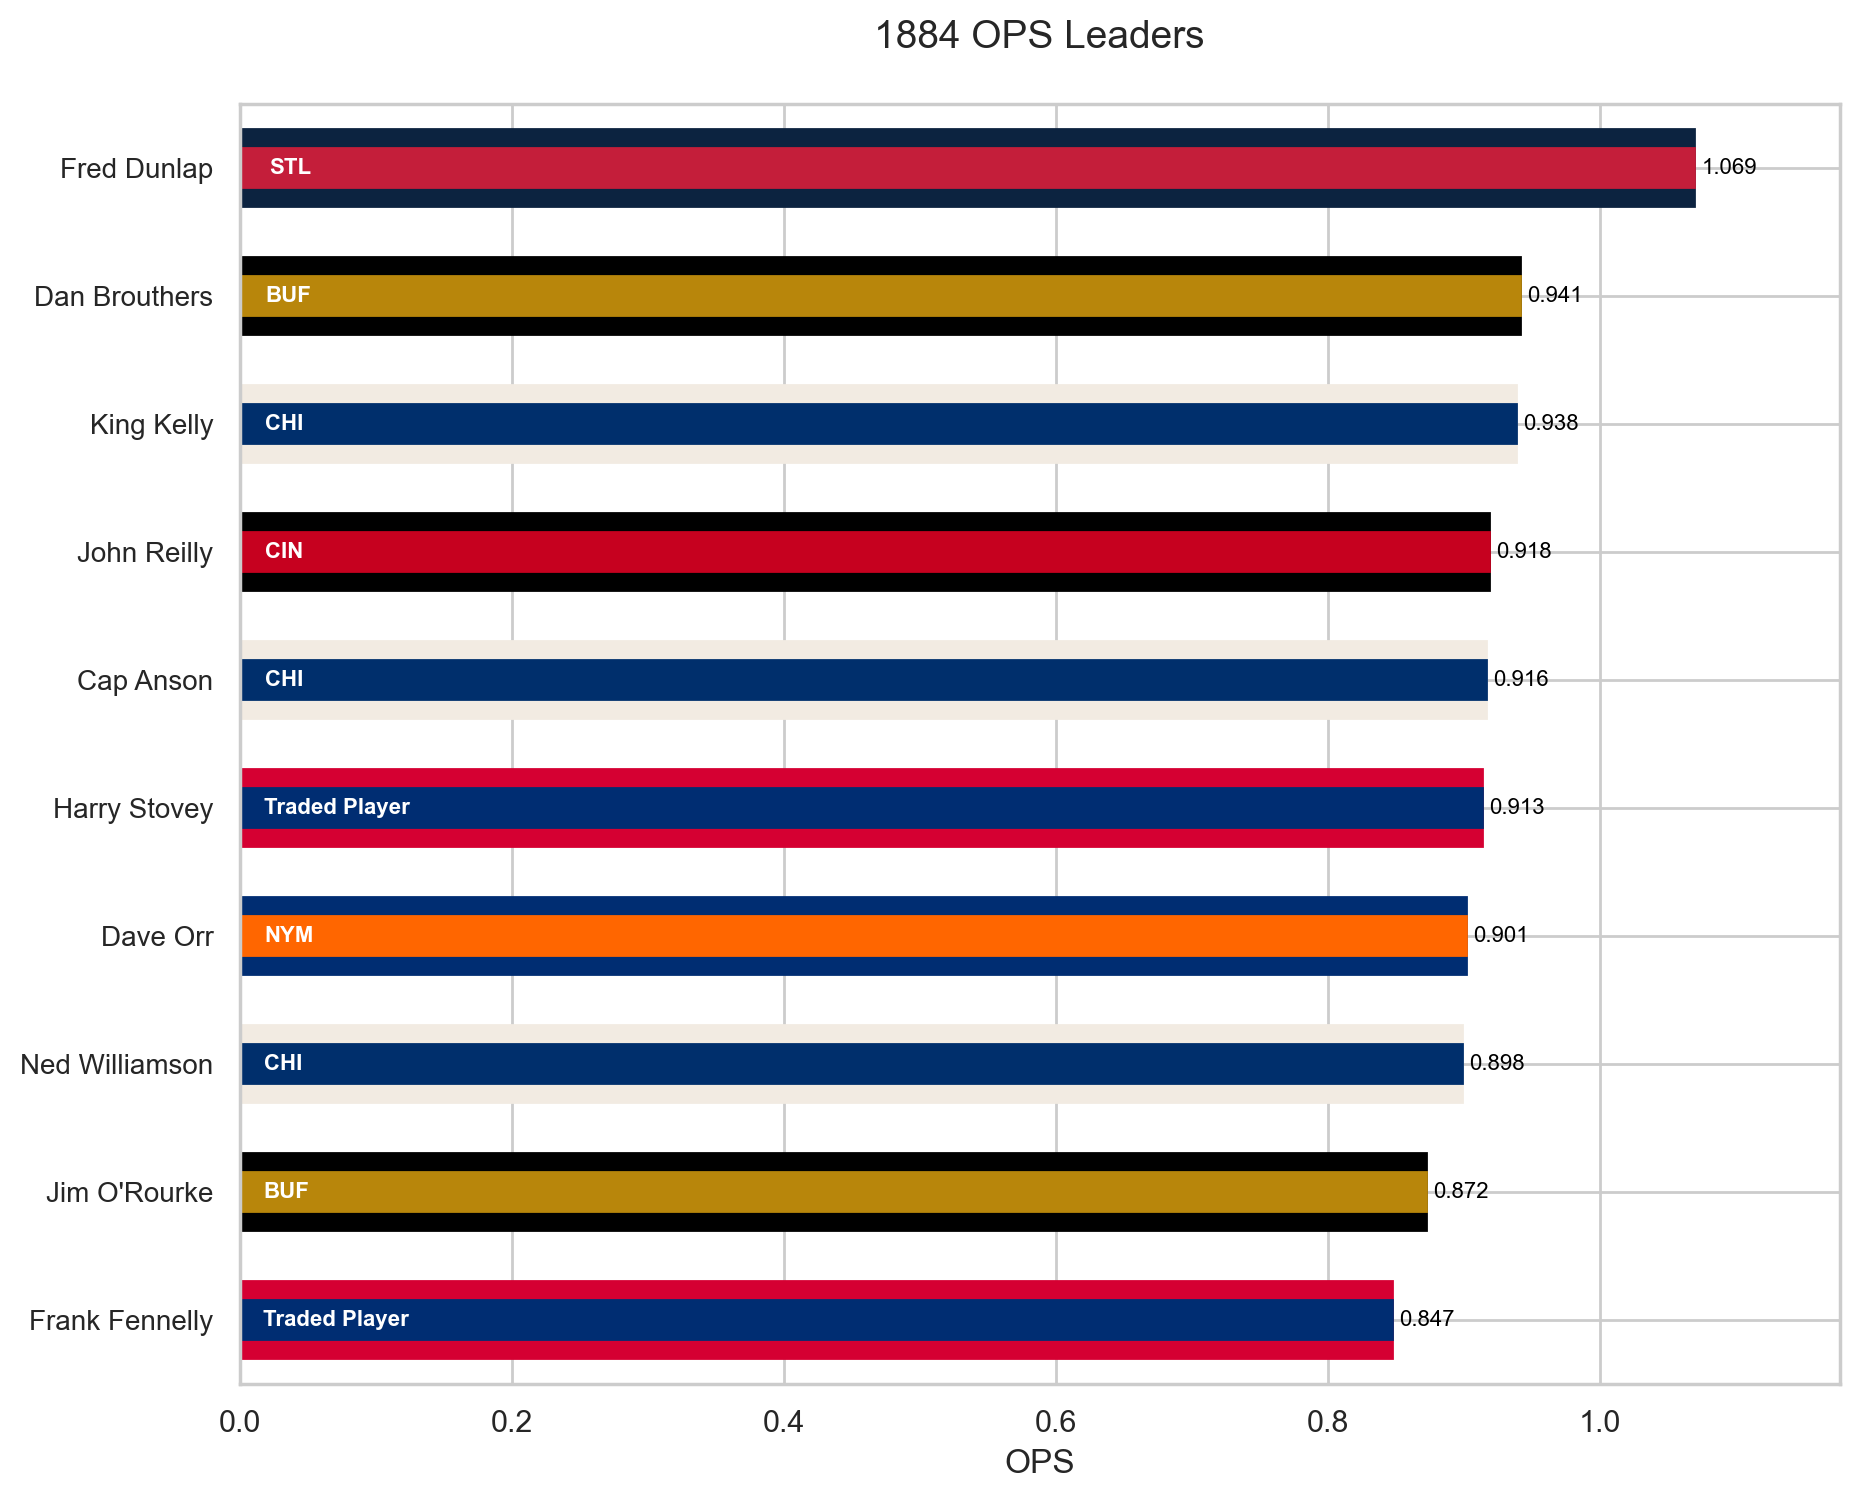 1884 OPS Leaders
Fred Dunlap STL 1.069
Dan Brouthers BUF 0.941
King Kelly CHI 0.938
John Reilly CIN 0.918
Cap Anson CHI 0.916
Harry Stovey Traded Player 0.913
Dave Orr NYM 0.901
Ned Williamson CHI 0.898
Jim O'Rourke BUF 0.872
Frank Fennelly Traded Player 0.847
0.0 0.2 0.4 0.6 0.8 1.0
OPS